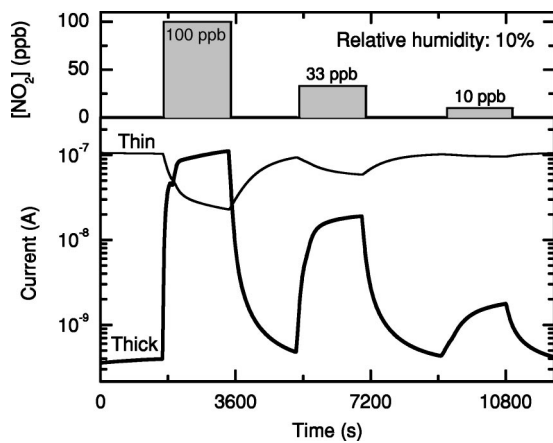 100 ppb
Relative humidity: 10%
33 ppb
10 ppb
[NO₂] (ppb)
100
50
0
Thin
Thick
Current (A)
10⁻⁷
10⁻⁸
10⁻⁹
0 3600 7200 10800
Time (s)